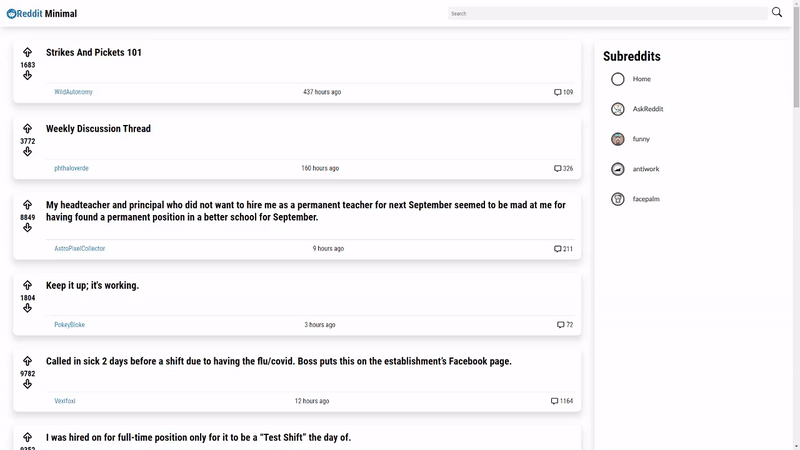 Reddit Minimal
Search
1683
Strikes And Pickets 101
WildAutonomy
437 hours ago
109
3772
Weekly Discussion Thread
phthaloverde
160 hours ago
326
8849
My headteacher and principal who did not want to hire me as a permanent teacher for next September seemed to be mad at me for
having found a permanent position in a better school for September.
AstroPixelCollector
9 hours ago
211
1804
Keep it up; it's working.
PokeyBloke
3 hours ago
72
9782
Called in sick 2 days before a shift due to having the flu/covid. Boss puts this on the establishment's Facebook page.
Vexifoxi
12 hours ago
1164
I was hired on for full-time position only for it to be a "Test Shift" the day of.
Subreddits
Home
AskReddit
funny
antiwork
facepalm